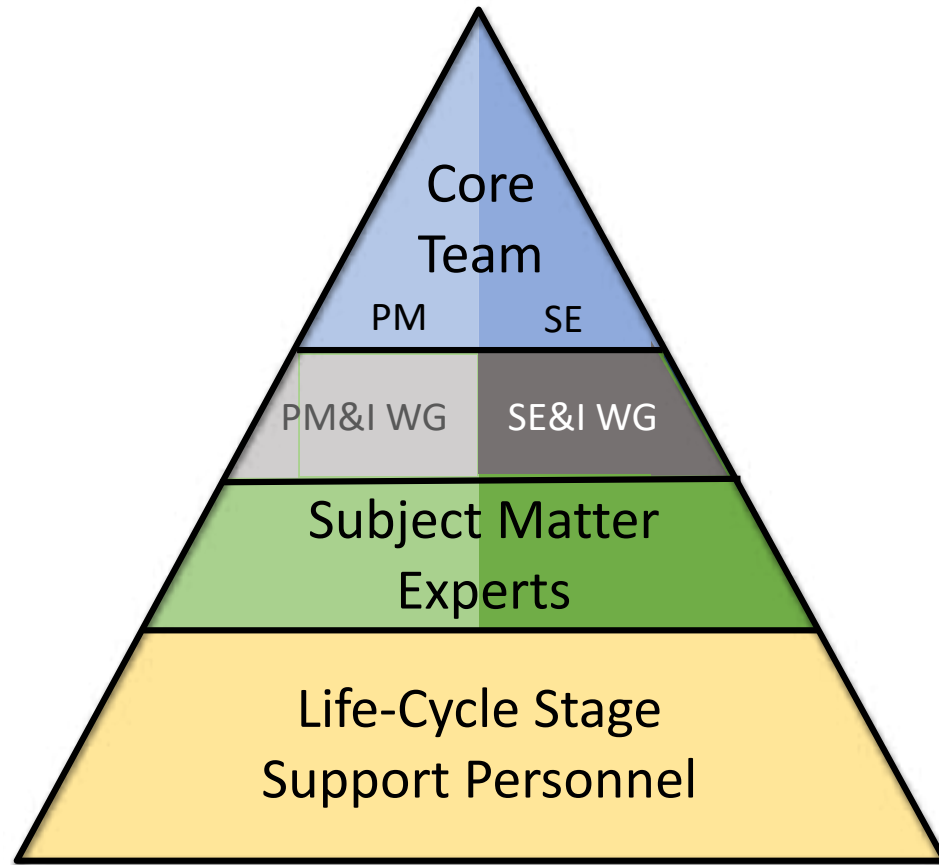 Core
Team
PM SE
PM&I WG SE&I WG
Subject Matter
Experts
Life-Cycle Stage
Support Personnel